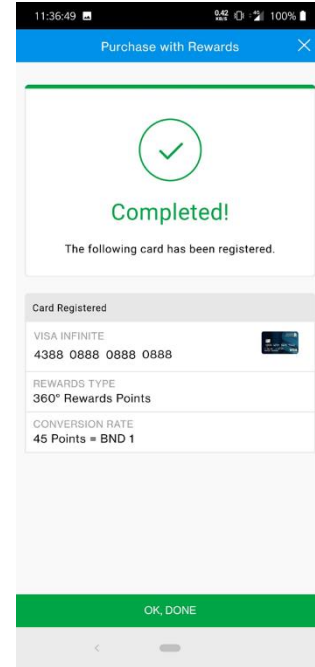 11:36:49 0.42 KB/S 4G 100%
Purchase with Rewards
Completed!
The following card has been registered.
Card Registered
VISA INFINITE
4388 0888 0888 0888
REWARDS TYPE
360° Rewards Points
CONVERSION RATE
45 Points = BND 1
OK, DONE